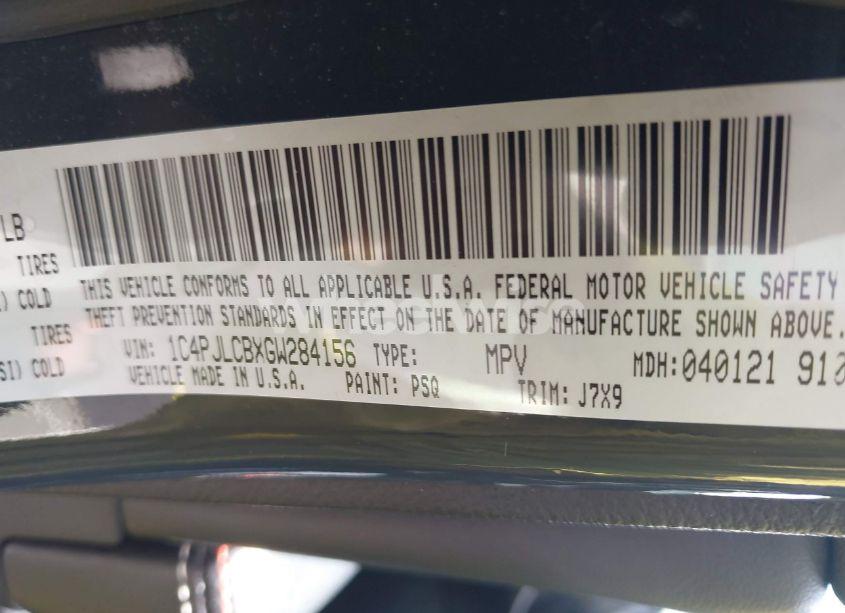 LB
TIRES
) COLD
TIRES
SI) COLD
THIS VEHICLE CONFORMS TO ALL APPLICABLE U.S.A. FEDERAL MOTOR VEHICLE SAFETY
THEFT PREVENTION STANDARDS IN EFFECT ON THE DATE OF MANUFACTURE SHOWN ABOVE.
VIN: 1C4PJLCBXGW284156 TYPE: MPV MDH:040121 910
VEHICLE MADE IN U.S.A. PAINT: PSQ TRIM: J7X9